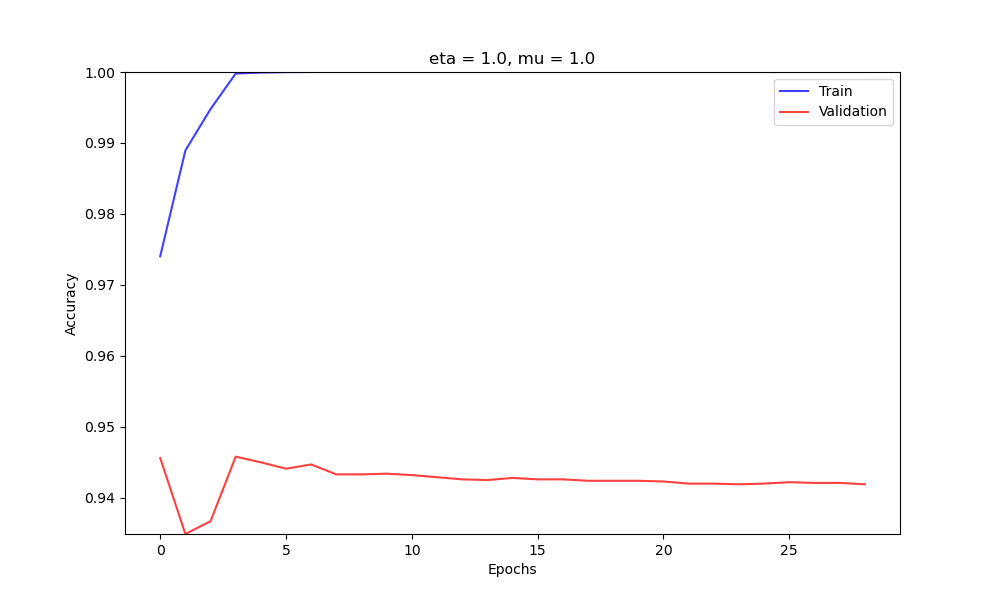 eta = 1.0, mu = 1.0
1.00
0.99
0.98
0.97
0.96
0.95
0.94
Accuracy
Train
Validation
0 5 10 15 20 25
Epochs